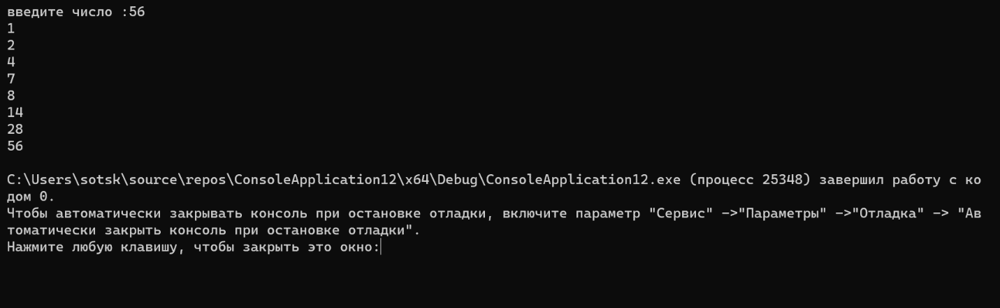 введите число :56
1
2
4
7
8
14
28
56
C:\Users\sotsk\source\repos\ConsoleApplication12\x64\Debug\ConsoleApplication12.exe (процесс 25348) завершил работу с ко
дом 0.
Чтобы автоматически закрывать консоль при остановке отладки, включите параметр "Сервис" ->"Параметры" ->"Отладка" -> "Ав
томатически закрыть консоль при остановке отладки".
Нажмите любую клавишу, чтобы закрыть это окно: